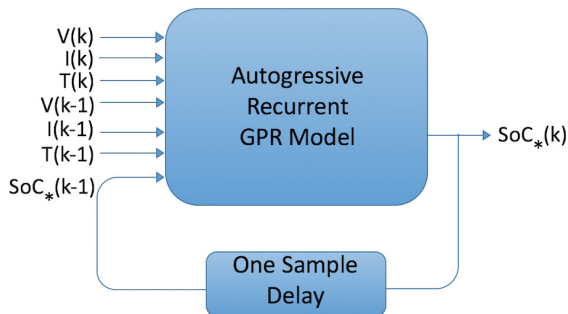 V(k)
I(k)
T(k)
V(k-1)
I(k-1)
T(k-1)
SoC*(k-1)
Autogressive
Recurrent
GPR Model
SoC*(k)
One Sample
Delay